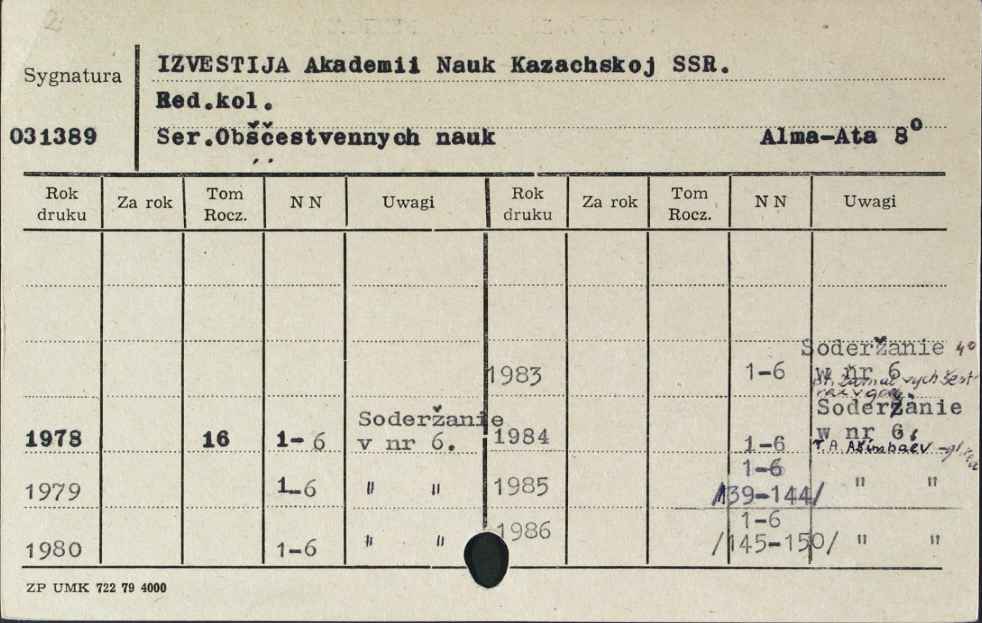 Sygnatura
IZVESTIJA Akademii Nauk Kazachskoj SSR.
Red.kol.
031389
Ser.Obščestvennych nauk Alma-Ata 8°
Rok druku Za rok Tom Rocz. N N Uwagi Rok druku Za rok Tom Rocz. N N Uwagi
Soderžanie 4°
1983 1-6 w nr 6
Soderžanie Soderžanie
1978 16 1-6 v nr 6. 1984 1-6 w nr 6.
1-6
1979 1-6 " " 1985 /139-144/ " "
1-6
1980 1-6 " " 1986 /145-150/ " "
ZP UMK 722 79 4000